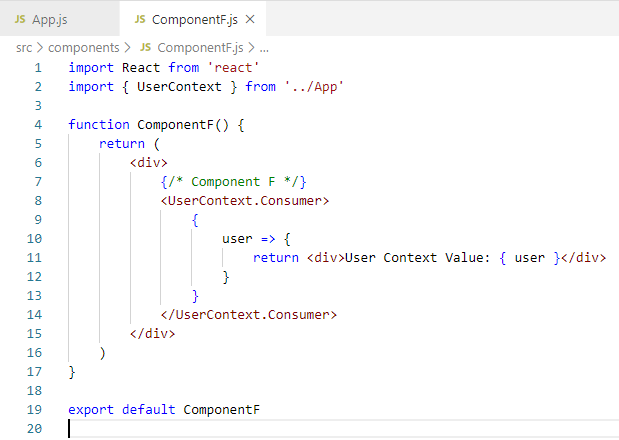 JS App.js JS ComponentF.js ×
src > components > JS ComponentF.js > ...
1 import React from 'react'
2 import { UserContext } from '../App'
3
4 function ComponentF() {
5     return (
6         <div>
7             {/* Component F */}
8             <UserContext.Consumer>
9                 {
10                     user => {
11                         return <div>User Context Value: { user }</div>
12                     }
13                 }
14             </UserContext.Consumer>
15         </div>
16     )
17 }
18
19 export default ComponentF
20